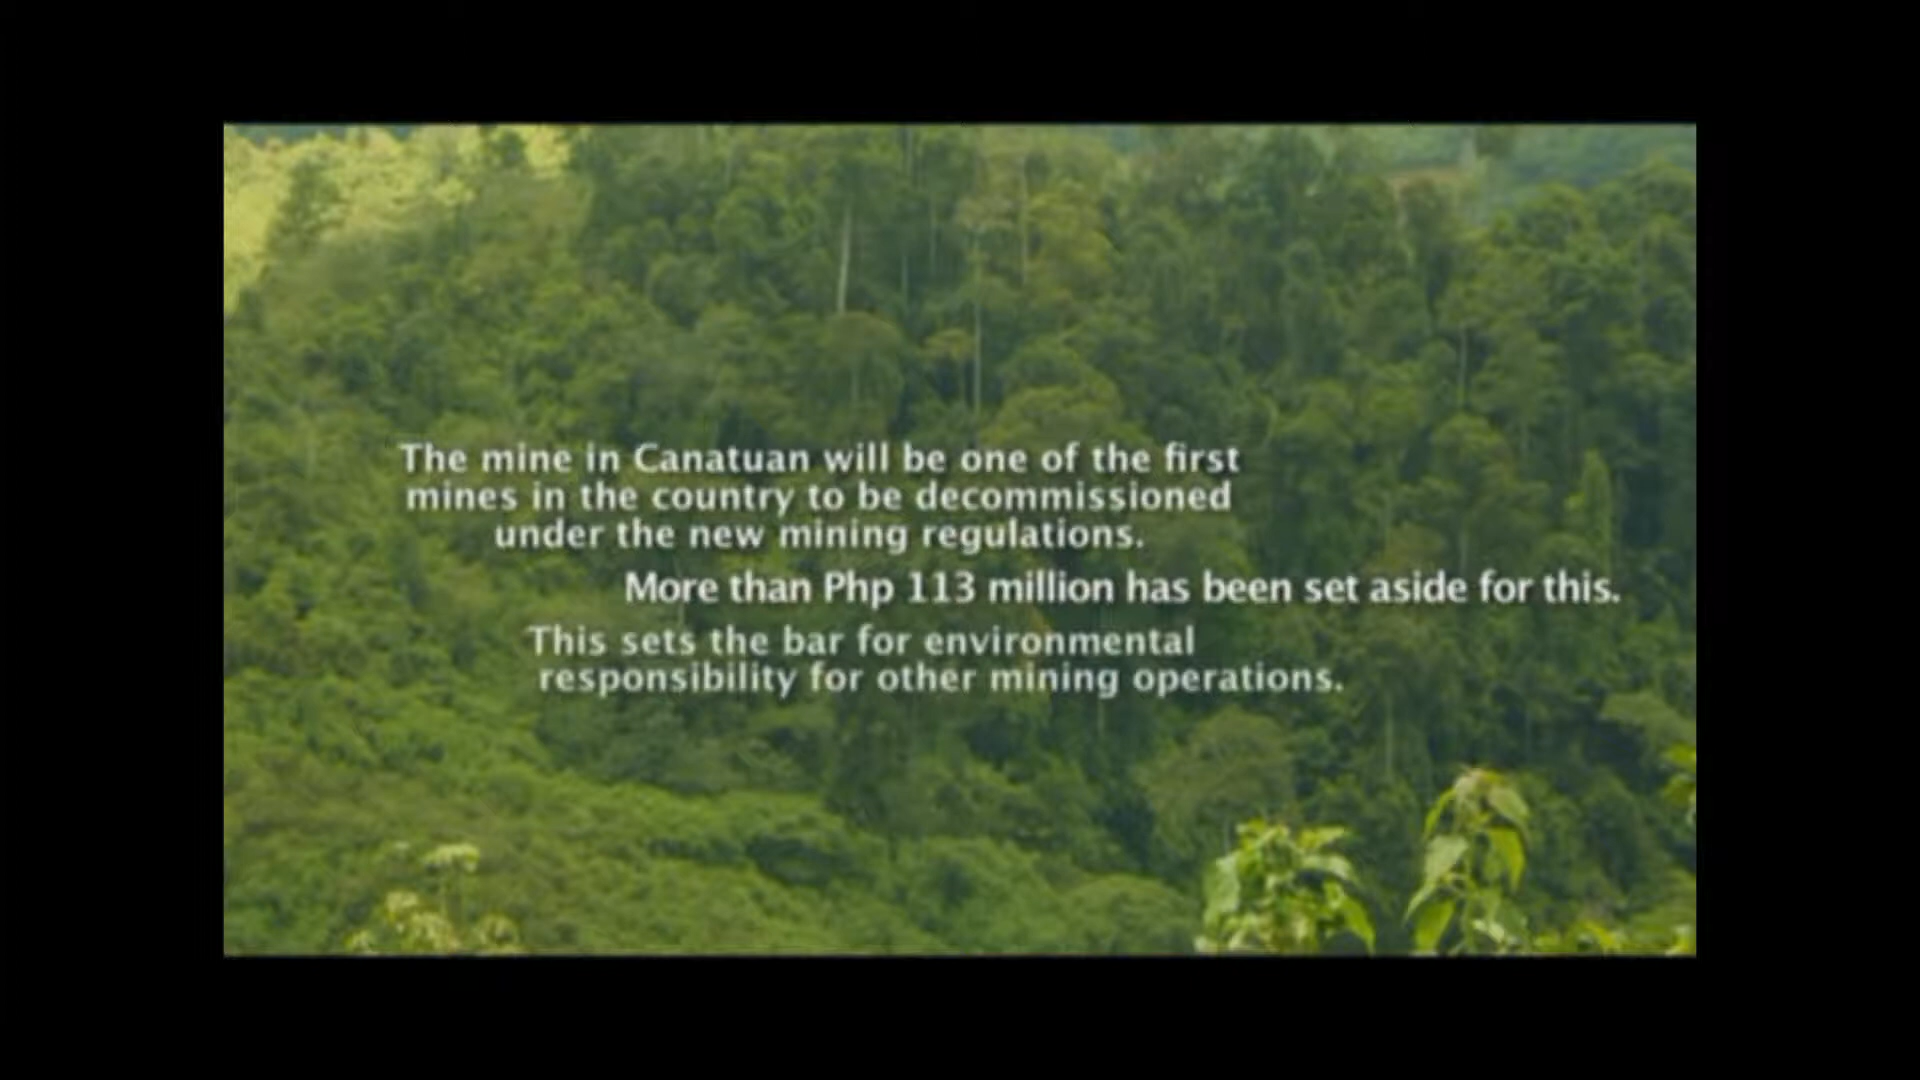 The mine in Canatuan will be one of the first
mines in the country to be decommissioned
under the new mining regulations.
More than Php 113 million has been set aside for this.
This sets the bar for environmental
responsibility for other mining operations.